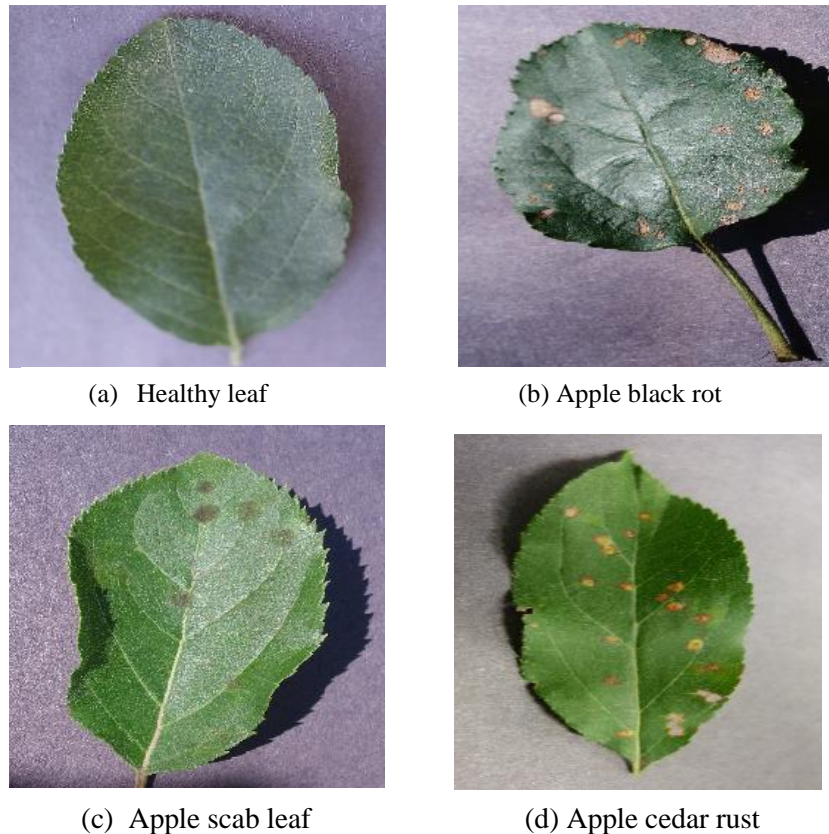 (a) Healthy leaf
(b) Apple black rot
(c) Apple scab leaf
(d) Apple cedar rust